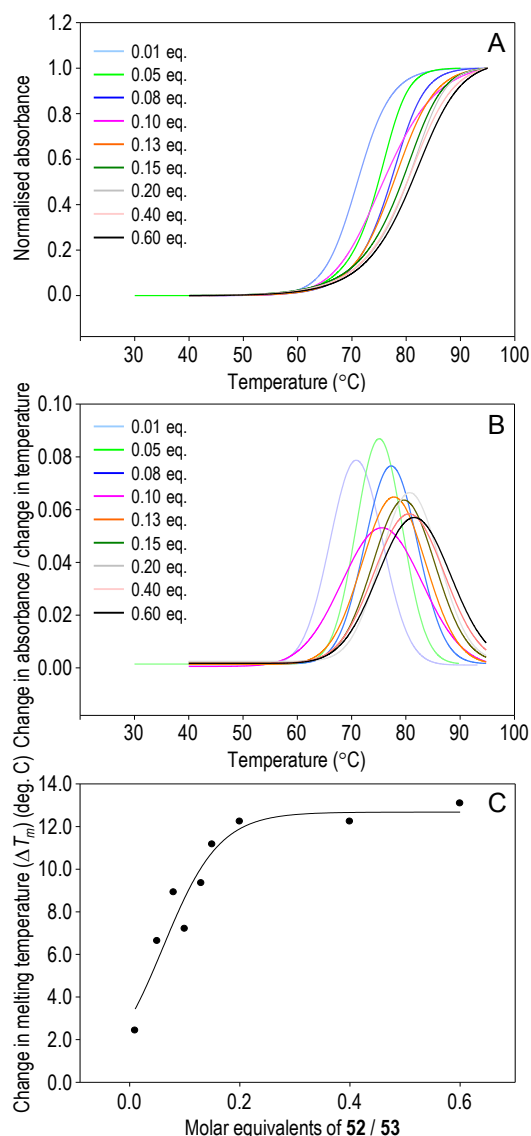 A
1.2
1.0
0.8
0.6
0.4
0.2
0.0
Normalised absorbance
0.01 eq.
0.05 eq.
0.08 eq.
0.10 eq.
0.13 eq.
0.15 eq.
0.20 eq.
0.40 eq.
0.60 eq.
30 40 50 60 70 80 90 100
Temperature (°C)
B
0.10
0.08
0.06
0.04
0.02
0.00
Change in absorbance / change in temperature
0.01 eq.
0.05 eq.
0.08 eq.
0.10 eq.
0.13 eq.
0.15 eq.
0.20 eq.
0.40 eq.
0.60 eq.
30 40 50 60 70 80 90 100
Temperature (°C)
C
14.0
12.0
10.0
8.0
6.0
4.0
2.0
0.0
Change in melting temperature (ΔTm) (deg. C)
0.0 0.2 0.4 0.6
Molar equivalents of 52 / 53